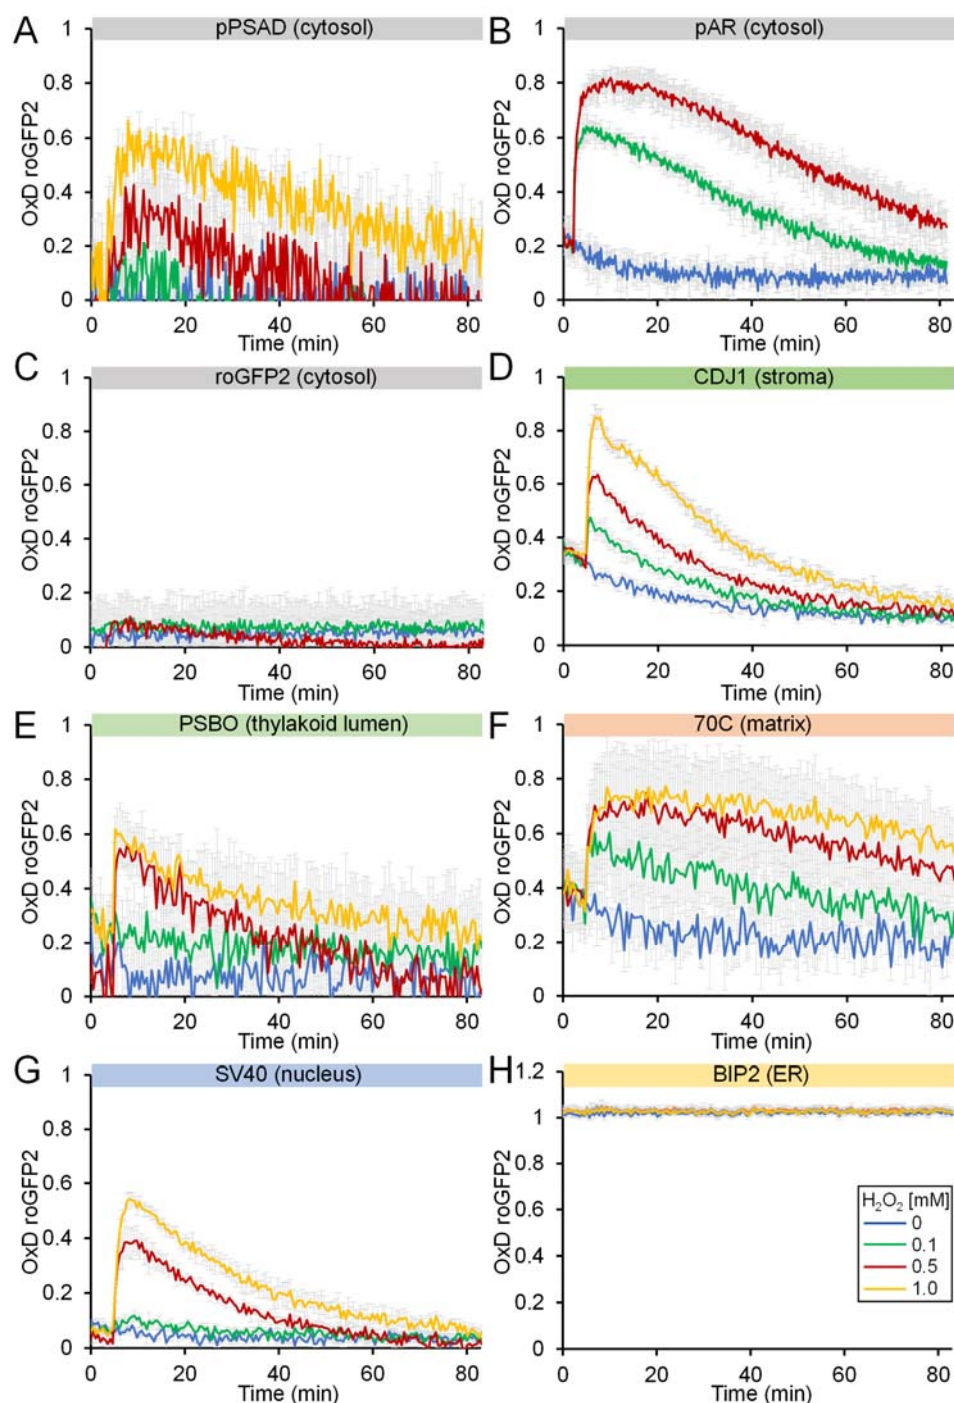 A
pPSAD (cytosol)
1
0.8
0.6
0.4
0.2
0
OxD roGFP2
0 20 40 60 80
Time (min)
B
pAR (cytosol)
1
0.8
0.6
0.4
0.2
0
OxD roGFP2
0 20 40 60 80
Time (min)
C
roGFP2 (cytosol)
1
0.8
0.6
0.4
0.2
0
OxD roGFP2
0 20 40 60 80
Time (min)
D
CDJ1 (stroma)
1
0.8
0.6
0.4
0.2
0
OxD roGFP2
0 20 40 60 80
Time (min)
E
PSBO (thylakoid lumen)
1
0.8
0.6
0.4
0.2
0
OxD roGFP2
0 20 40 60 80
Time (min)
F
70C (matrix)
1
0.8
0.6
0.4
0.2
0
OxD roGFP2
0 20 40 60 80
Time (min)
G
SV40 (nucleus)
1
0.8
0.6
0.4
0.2
0
OxD roGFP2
0 20 40 60 80
Time (min)
H
BIP2 (ER)
1.2
1
0.8
0.6
0.4
0.2
0
OxD roGFP2
0 20 40 60 80
Time (min)
H₂O₂ [mM]
0
0.1
0.5
1.0